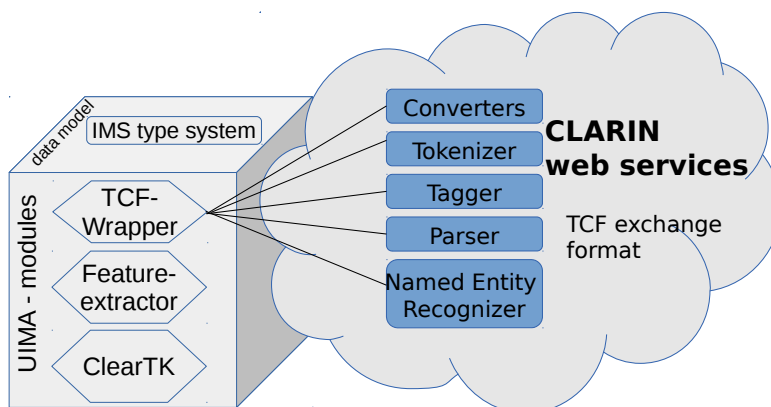 data model
IMS type system
UIMA - modules
TCF-
Wrapper
Feature-
extractor
ClearTK
Converters
Tokenizer
Tagger
Parser
Named Entity
Recognizer
CLARIN
web services
TCF exchange
format